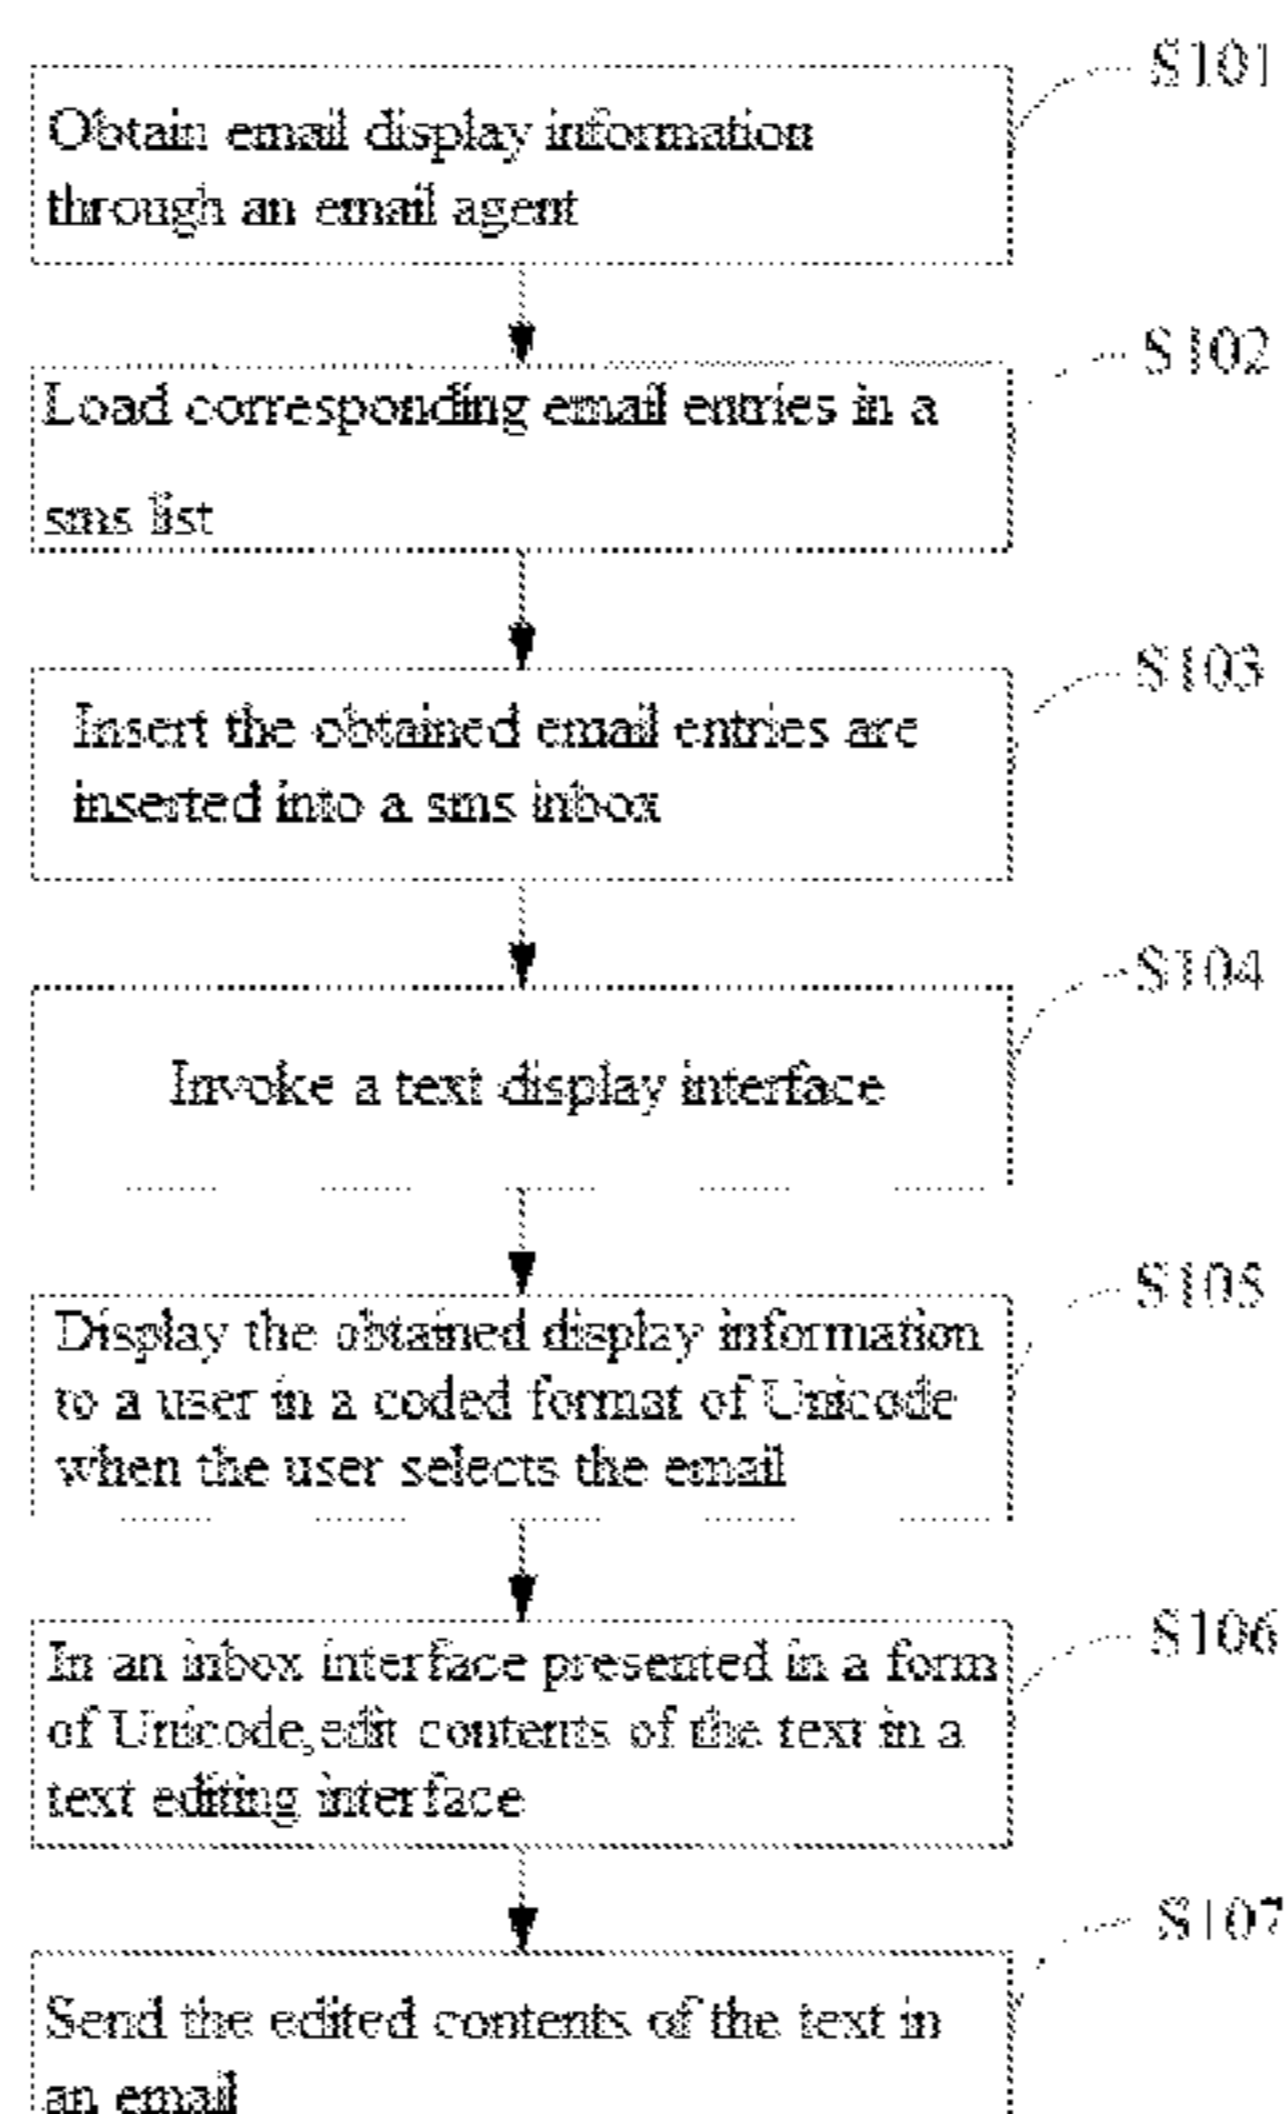 S101
Obtain email display information
through an email agent
S102
Load corresponding email entries in a
sms list
S103
Insert the obtained email entries are
inserted into a sms inbox
S104
Invoke a text display interface
S105
Display the obtained display information
to a user in a coded format of Unicode
when the user selects the email
S106
In an inbox interface presented in a form
of Unicode,edit contents of the text in a
text editing interface
S107
Send the edited contents of the text in
an email